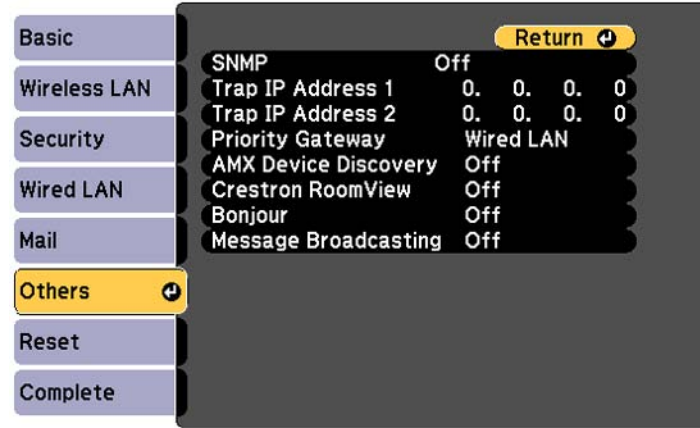 Basic
Wireless LAN
Security
Wired LAN
Mail
Others
Reset
Complete
Return
SNMP Off
Trap IP Address 1 0. 0. 0. 0
Trap IP Address 2 0. 0. 0. 0
Priority Gateway Wired LAN
AMX Device Discovery Off
Crestron RoomView Off
Bonjour Off
Message Broadcasting Off